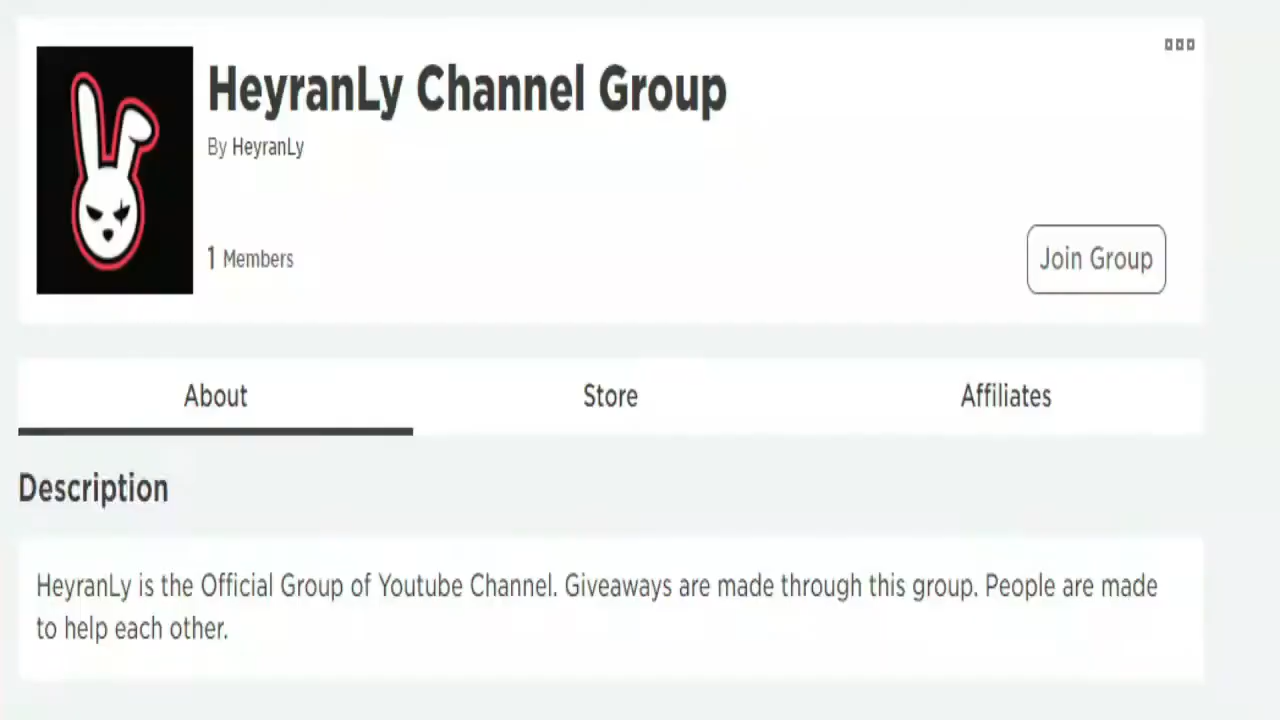 HeyranLy Channel Group
By HeyranLy
1 Members
Join Group
About
Store
Affiliates
Description
HeyranLy is the Official Group of Youtube Channel. Giveaways are made through this group. People are made
to help each other.